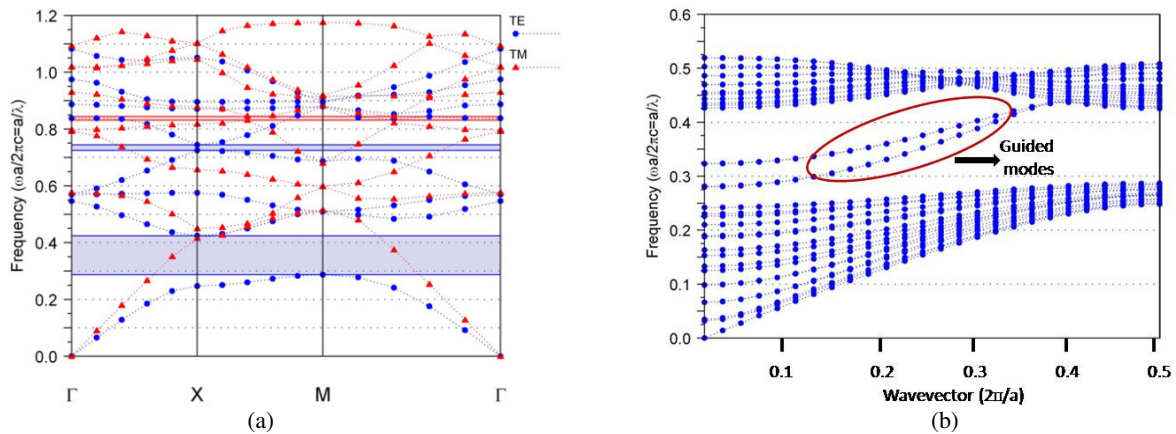 1.2
1.0
0.8
0.6
0.4
0.2
0.0
Frequency (ωa/2πc=a/λ)
Γ
X
M
Γ
TE
TM
(a)
0.6
0.5
0.4
0.3
0.2
0.1
0.0
Frequency (ωa/2πc=a/λ)
Guided
modes
0.1
0.2
0.3
0.4
0.5
Wavevector (2π/a)
(b)